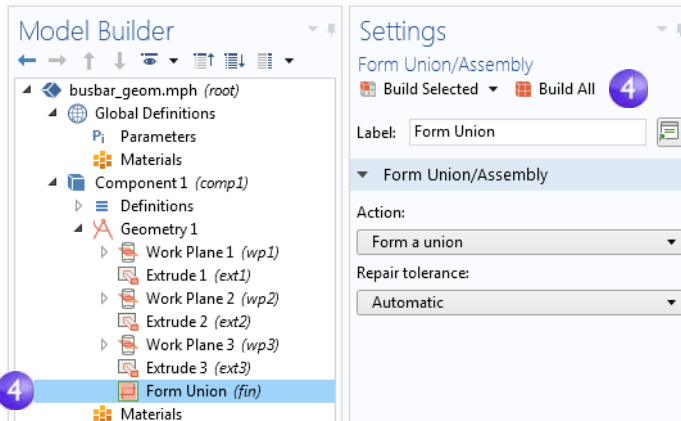 Model Builder
busbar_geom.mph (root)
Global Definitions
Pi Parameters
Materials
Component 1 (comp1)
Definitions
Geometry 1
Work Plane 1 (wp1)
Extrude 1 (ext1)
Work Plane 2 (wp2)
Extrude 2 (ext2)
Work Plane 3 (wp3)
Extrude 3 (ext3)
4 Form Union (fin)
Materials
Settings
Form Union/Assembly
Build Selected Build All 4
Label: Form Union
Form Union/Assembly
Action:
Form a union
Repair tolerance:
Automatic